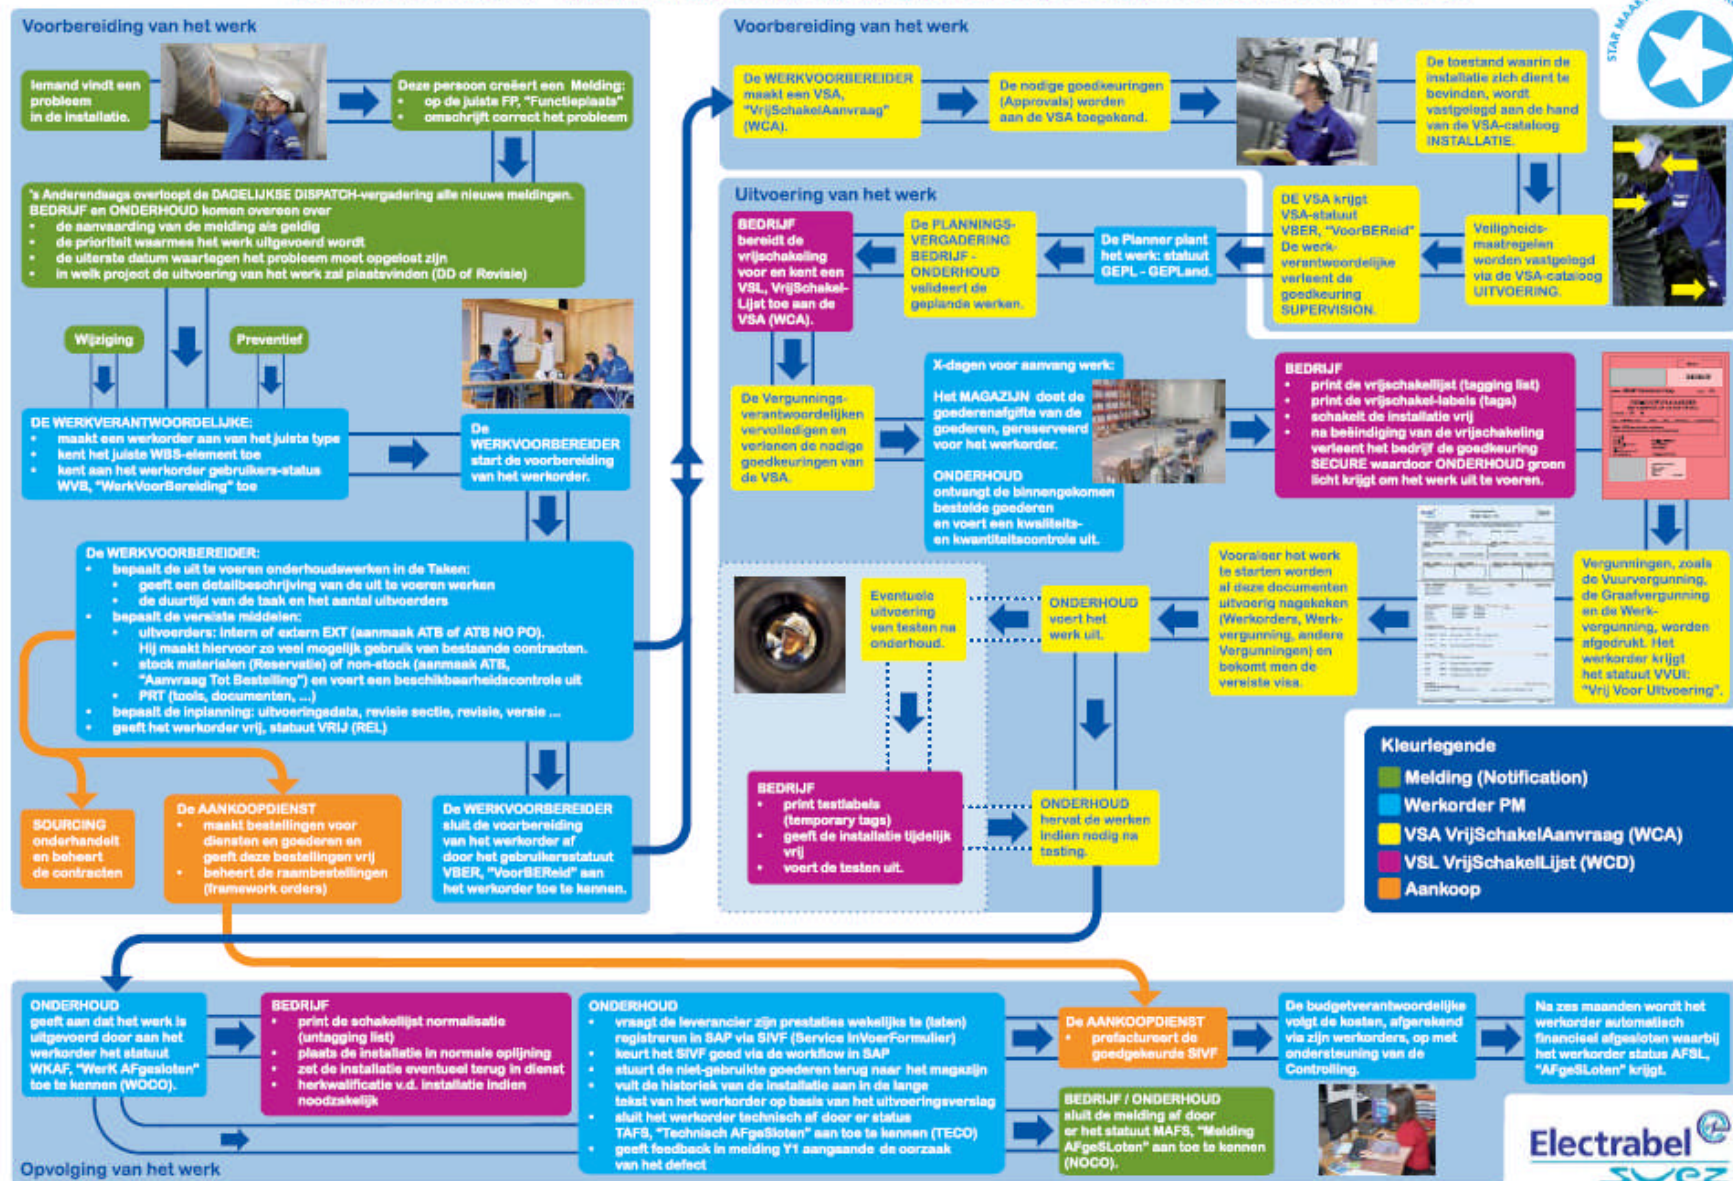 Voorbereiding van het werk
Iemand vindt een
probleem
in de installatie.
Deze persoon creëert een Melding:
• op de juiste FP, "Functieplaats"
• omschrijft correct het probleem
's Anderendaags overloopt de DAGELIJKSE DISPATCH-vergadering alle nieuwe meldingen.
BEDRIJF en ONDERHOUD komen overeen over
• de aanvaarding van de melding als geldig
• de prioriteit waarmee het werk uitgevoerd wordt
• de uiterste datum waartegen het probleem moet opgelost zijn
• in welk project de uitvoering van het werk zal plaatsvinden (DD of Revisie)
Wijziging
Preventief
DE WERKVERANTWOORDELIJKE:
• maakt een werkorder aan van het juiste type
• kent het juiste WBS-element toe
• kent aan het werkorder gebruikers-status
WVB, "WerkVoorBereiding" toe
De
WERKVOORBEREIDER
start de voorbereiding
van het werkorder.
De WERKVOORBEREIDER:
• bepaalt de uit te voeren onderhoudswerken in de Taken:
• geeft een detailbeschrijving van de uit te voeren werken
• de duurtijd van de taak en het aantal uitvoerders
• bepaalt de vereiste middelen:
• uitvoerders: intern of extern EXT (aanmaak ATB of ATB NO PO).
Hij maakt hiervoor zo veel mogelijk gebruik van bestaande contracten.
• stock materialen (Reservatie) of non-stock (aanmaak ATB,
"Aanvraag Tot Bestelling") en voert een beschikbaarheidscontrole uit
• PRT (tools, documenten, ...)
• bepaalt de inplanning: uitvoeringsdata, revisie sectie, revisie, versie ...
• geeft het werkorder vrij, statuut VRIJ (REL)
SOURCING
onderhandelt
en beheert
de contracten
De AANKOOPDIENST
• maakt bestellingen voor
diensten en goederen en
geeft deze bestellingen vrij
• beheert de raambestellingen
(framework orders)
De WERKVOORBEREIDER
sluit de voorbereiding
van het werkorder af
door het gebruikersstatuut
VBER, "VoorBEReid" aan
het werkorder toe te kennen.
Voorbereiding van het werk
De WERKVOORBEREIDER
maakt een VSA,
"VrijSchakelAanvraag"
(WCA).
De nodige goedkeuringen
(Approvals) worden
aan de VSA toegekend.
De toestand waarin de
installatie zich dient te
bevinden, wordt
vastgelegd aan de hand
van de VSA-cataloog
INSTALLATIE.
STAR MAAKT
Veiligheids-
maatregelen
worden vastgelegd
via de VSA-cataloog
UITVOERING.
DE VSA krijgt
VSA-statuut
VBER, "VoorBEReid"
De werk-
verantwoordelijke
verleent de
goedkeuring
SUPERVISION.
Uitvoering van het werk
De Planner plant
het werk: statuut
GEPL - GEPLand.
De PLANNINGS-
VERGADERING
BEDRIJF -
ONDERHOUD
valideert de
geplande werken.
BEDRIJF
bereidt de
vrijschakeling
voor en kent een
VSL, VrijSchakel-
Lijst toe aan de
VSA (WCA).
De Vergunnings-
verantwoordelijken
vervolledigen en
verlenen de nodige
goedkeuringen van
de VSA.
X-dagen voor aanvang werk:
Het MAGAZIJN doet de
goederenafgifte van de
goederen, gereserveerd
voor het werkorder.
ONDERHOUD
ontvangt de binnengekomen
bestelde goederen
en voert een kwaliteits-
en kwantiteitscontrole uit.
BEDRIJF
• print de vrijschakellijst (tagging list)
• print de vrijschakel-labels (tags)
• schakelt de installatie vrij
• na beëindiging van de vrijschakeling
verleent het bedrijf de goedkeuring
SECURE waardoor ONDERHOUD groen
licht krijgt om het werk uit te voeren.
Vergunningen, zoals
de Vuurvergunning,
de Graafvergunning
en de Werk-
vergunning, worden
afgedrukt. Het
werkorder krijgt
het statuut VVUI:
"Vrij Voor Uitvoering".
Vooraleer het werk
te starten worden
al deze documenten
uitvoerig nagekeken
(Werkorders, Werk-
vergunning, andere
Vergunningen) en
bekomt men de
vereiste visa.
ONDERHOUD
voert het
werk uit.
Eventuele
uitvoering
van testen na
onderhoud.
BEDRIJF
• print testlabels
(temporary tags)
• geeft de installatie tijdelijk
vrij
• voert de testen uit.
ONDERHOUD
hervat de werken
indien nodig na
testing.
Kleurlegende
Melding (Notification)
Werkorder PM
VSA VrijSchakelAanvraag (WCA)
VSL VrijSchakelLijst (WCD)
Aankoop
ONDERHOUD
geeft aan dat het werk is
uitgevoerd door aan het
werkorder het statuut
WKAF, "WerK AFgesloten"
toe te kennen (WOCO).
BEDRIJF
• print de schakellijst normalisatie
(untagging list)
• plaats de installatie in normale oplijning
• zet de installatie eventueel terug in dienst
• herkwalificatie v.d. installatie indien
noodzakelijk
ONDERHOUD
• vraagt de leverancier zijn prestaties wekelijks te (laten)
registreren in SAP via SIVF (Service InVoerFormulier)
• keurt het SIVF goed via de workflow in SAP
• stuurt de niet-gebruikte goederen terug naar het magazijn
• vult de historiek van de installatie aan in de lange
tekst van het werkorder op basis van het uitvoeringsverslag
• sluit het werkorder technisch af door er status
TAFS, "Technisch AFgeSloten" aan toe te kennen (TECO)
• geeft feedback in melding Y1 aangaande de oorzaak
van het defect
De AANKOOPDIENST
• prefactureert de
goedgekeurde SIVF
De budgetverantwoordelijke
volgt de kosten, afgerekend
via zijn werkorders, op met
ondersteuning van de
Controlling.
Na zes maanden wordt het
werkorder automatisch
financieel afgesloten waarbij
het werkorder status AFSL,
"AFgeSLoten" krijgt.
BEDRIJF / ONDERHOUD
sluit de melding af door
er het statuut MAFS, "Melding
AFgeSLoten" aan toe te kennen
(NOCO).
Opvolging van het werk
Electrabel
suez